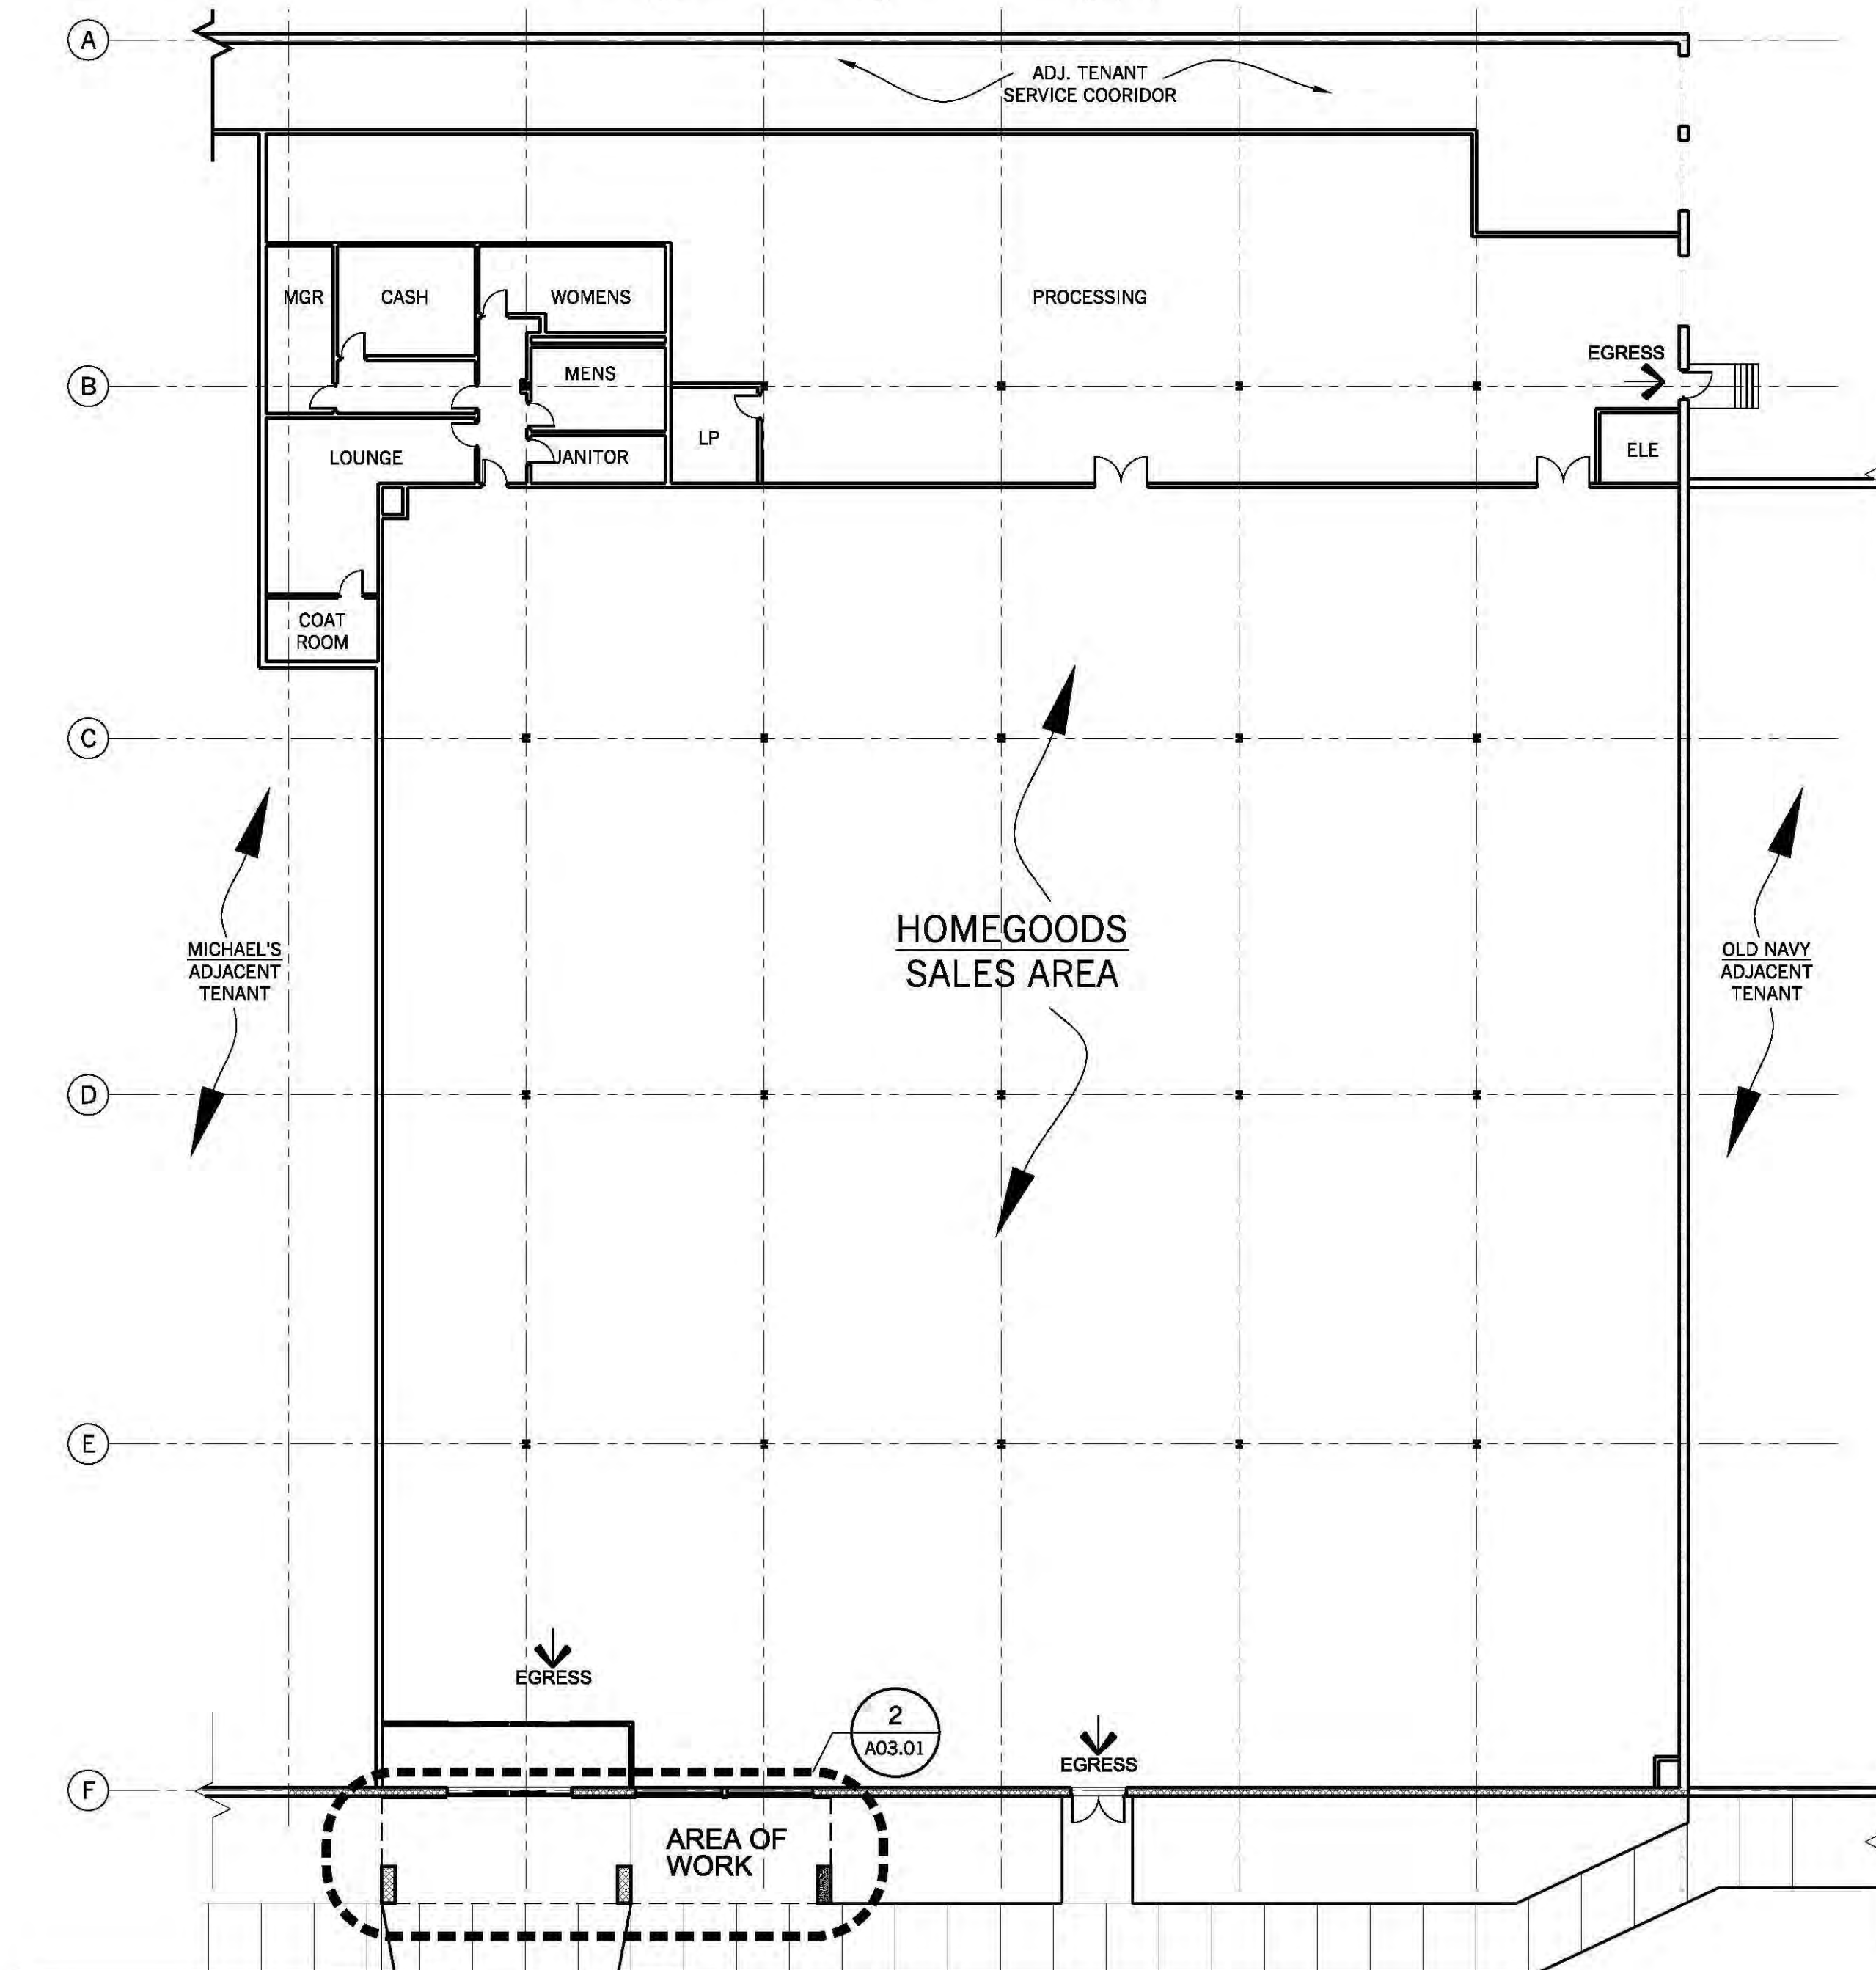 A
ADJ. TENANT
SERVICE COORIDOR
MGR
CASH
WOMENS
PROCESSING
EGRESS
B
MENS
LP
ELE
LOUNGE
JANITOR
COAT
ROOM
C
HOMEGOODS
SALES AREA
MICHAEL'S
ADJACENT
TENANT
OLD NAVY
ADJACENT
TENANT
D
E
EGRESS
2
A03.01
EGRESS
F
AREA OF
WORK